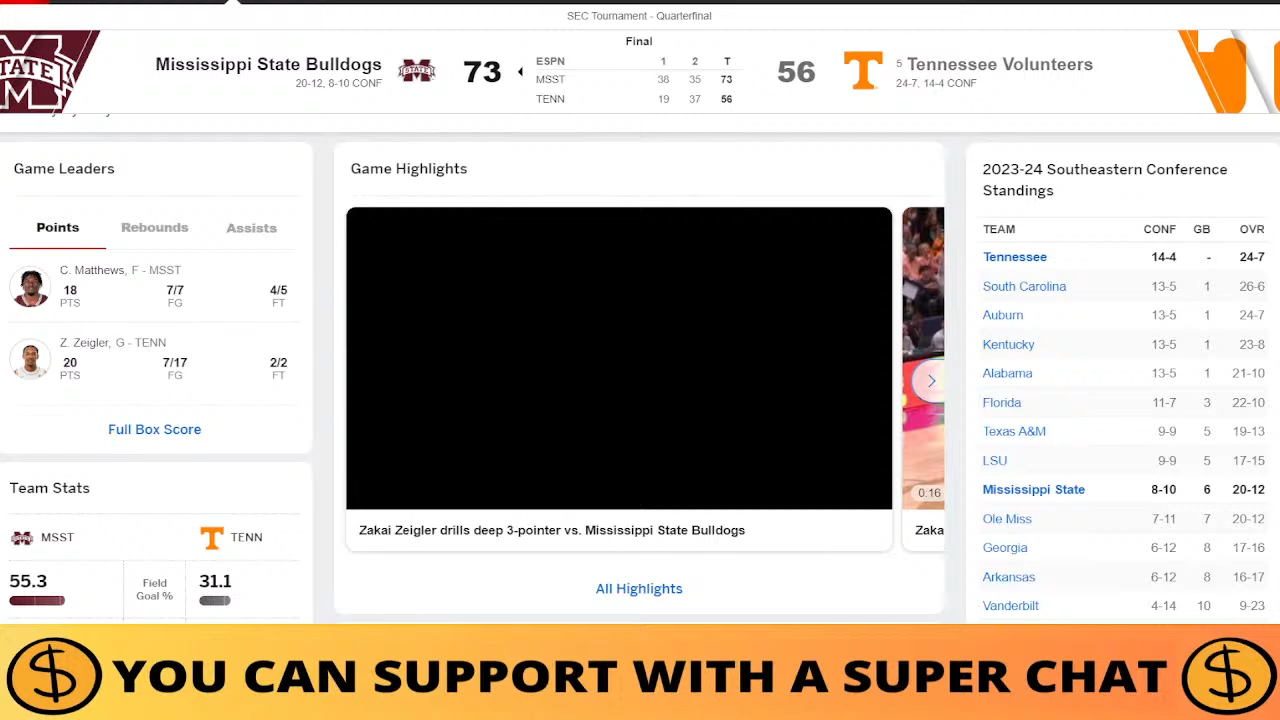 SEC Tournament - Quarterfinal
Mississippi State Bulldogs
20-12, 8-10 CONF
STATE
73
Final
ESPN 1 2 T
MSST 38 35 73
TENN 19 37 56
56
T
5 Tennessee Volunteers
24-7, 14-4 CONF
STATE
M
Game Leaders
Points Rebounds Assists
C. Matthews, F - MSST
18 7/7 4/5
PTS FG FT
Z. Zeigler, G - TENN
20 7/17 2/2
PTS FG FT
Full Box Score
Team Stats
MSST T TENN
55.3 Field Goal % 31.1
Game Highlights
0:16
Zakai Zeigler drills deep 3-pointer vs. Mississippi State Bulldogs
Zaka
All Highlights
2023-24 Southeastern Conference
Standings
TEAM CONF GB OVR
Tennessee 14-4 - 24-7
South Carolina 13-5 1 26-6
Auburn 13-5 1 24-7
Kentucky 13-5 1 23-8
Alabama 13-5 1 21-10
Florida 11-7 3 22-10
Texas A&M 9-9 5 19-13
LSU 9-9 5 17-15
Mississippi State 8-10 6 20-12
Ole Miss 7-11 7 20-12
Georgia 6-12 8 17-16
Arkansas 6-12 8 16-17
Vanderbilt 4-14 10 9-23
$ YOU CAN SUPPORT WITH A SUPER CHAT $